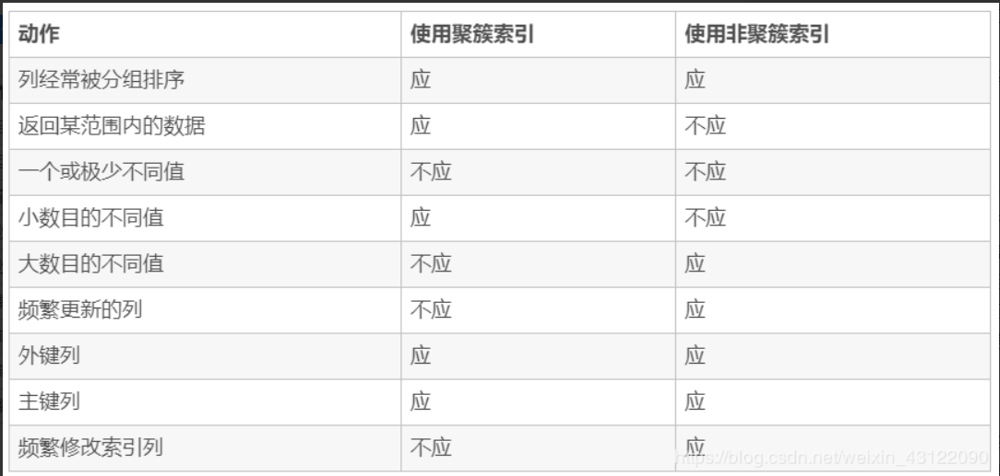 动作 使用聚簇索引 使用非聚簇索引
列经常被分组排序 应 应
返回某范围内的数据 应 不应
一个或极少不同值 不应 不应
小数目的不同值 应 不应
大数目的不同值 不应 应
频繁更新的列 不应 应
外键列 应 应
主键列 应 应
频繁修改索引列 不应 应
https://blog.csdn.net/weixin_43122090